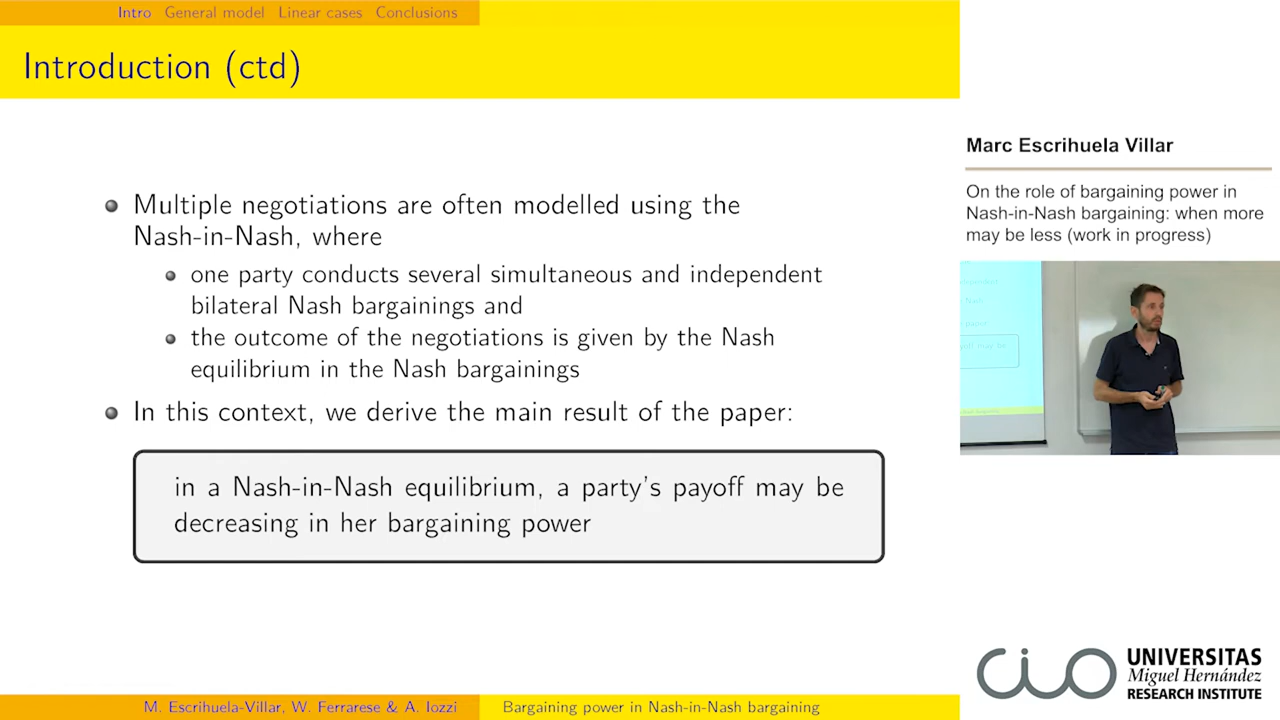 Intro General model Linear cases Conclusions
Introduction (ctd)
Multiple negotiations are often modelled using the
Nash-in-Nash, where
one party conducts several simultaneous and independent
bilateral Nash bargainings and
the outcome of the negotiations is given by the Nash
equilibrium in the Nash bargainings
In this context, we derive the main result of the paper:
in a Nash-in-Nash equilibrium, a party's payoff may be
decreasing in her bargaining power
M. Escrihuela-Villar, W. Ferrarese & A. Iozzi
Bargaining power in Nash-in-Nash bargaining
Marc Escrihuela Villar
On the role of bargaining power in
Nash-in-Nash bargaining: when more
may be less (work in progress)
CIO
UNIVERSITAS
Miguel Hernández
RESEARCH INSTITUTE